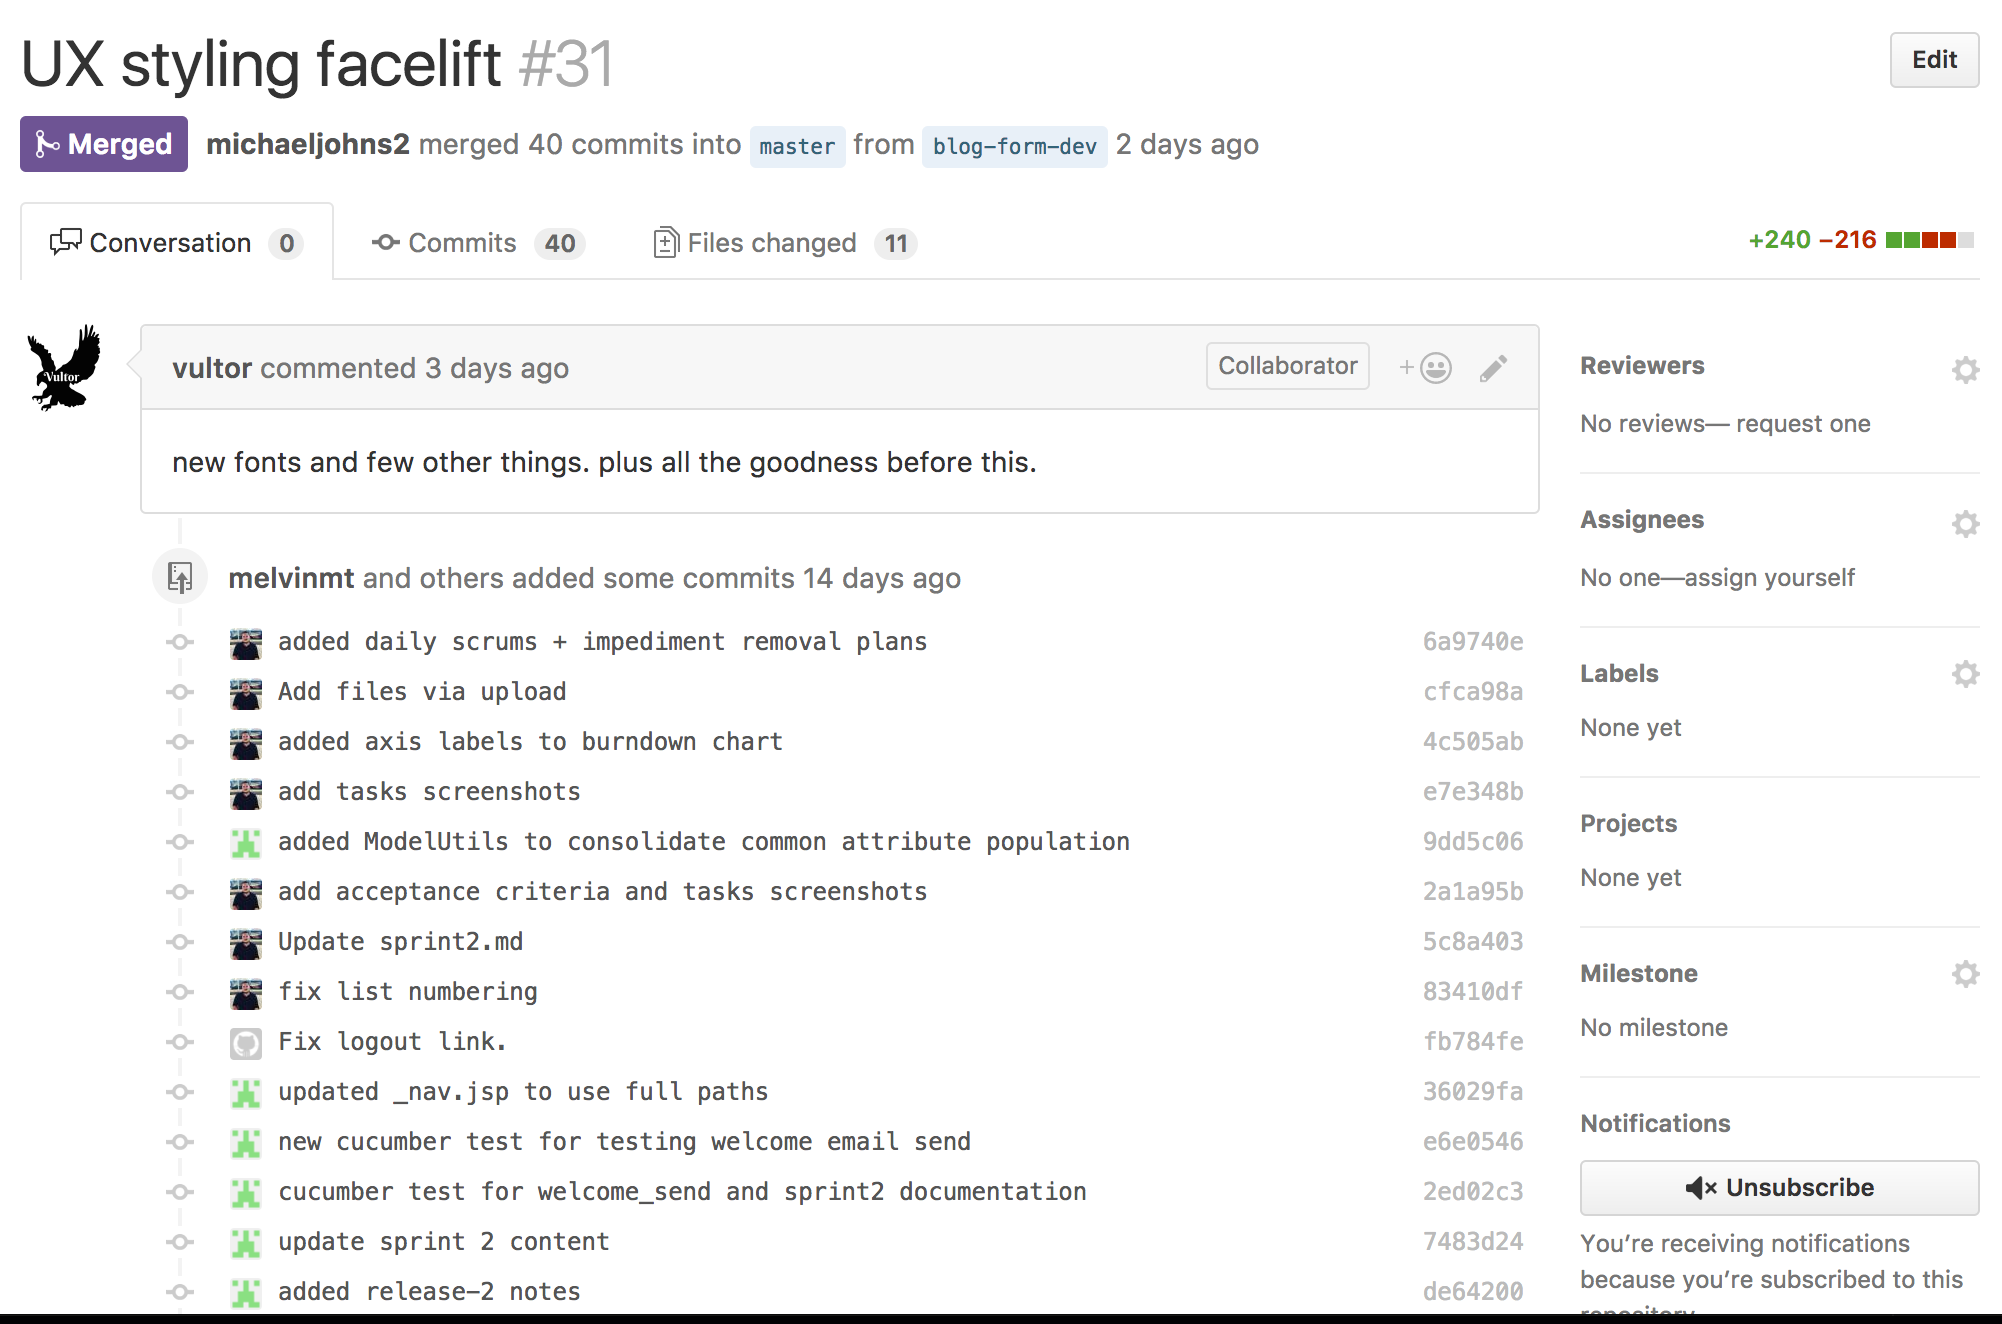 UX styling facelift #31
Edit
Merged michaeljohns2 merged 40 commits into master from blog-form-dev 2 days ago
Conversation 0 Commits 40 Files changed 11 +240 −216
Vultor
vultor commented 3 days ago Collaborator +
new fonts and few other things. plus all the goodness before this.
melvinmt and others added some commits 14 days ago
added daily scrums + impediment removal plans 6a9740e
Add files via upload cfca98a
added axis labels to burndown chart 4c505ab
add tasks screenshots e7e348b
added ModelUtils to consolidate common attribute population 9dd5c06
add acceptance criteria and tasks screenshots 2a1a95b
Update sprint2.md 5c8a403
fix list numbering 83410df
Fix logout link. fb784fe
updated _nav.jsp to use full paths 36029fa
new cucumber test for testing welcome email send e6e0546
cucumber test for welcome_send and sprint2 documentation 2ed02c3
update sprint 2 content 7483d24
added release-2 notes de64200
Reviewers
No reviews— request one
Assignees
No one—assign yourself
Labels
None yet
Projects
None yet
Milestone
No milestone
Notifications
Unsubscribe
You’re receiving notifications
because you’re subscribed to this
repository.